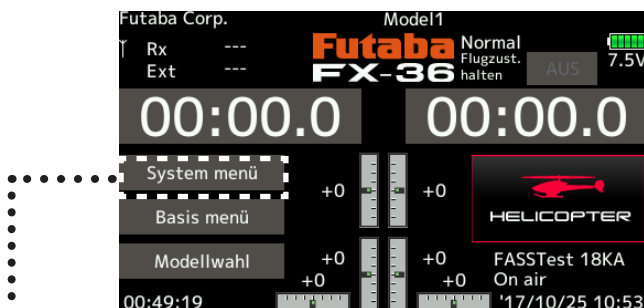 Futaba Corp. Model1
Rx ---
Ext ---
Futaba
FX-36
Normal
Flugzust.
halten
AUS
7.5V
00:00.0 00:00.0
System menü
+0 +0
HELICOPTER
Basis menü
Modellwahl
+0 +0
FASSTest 18KA
+0 +0
On air
00:49:19
'17/10/25 10:53